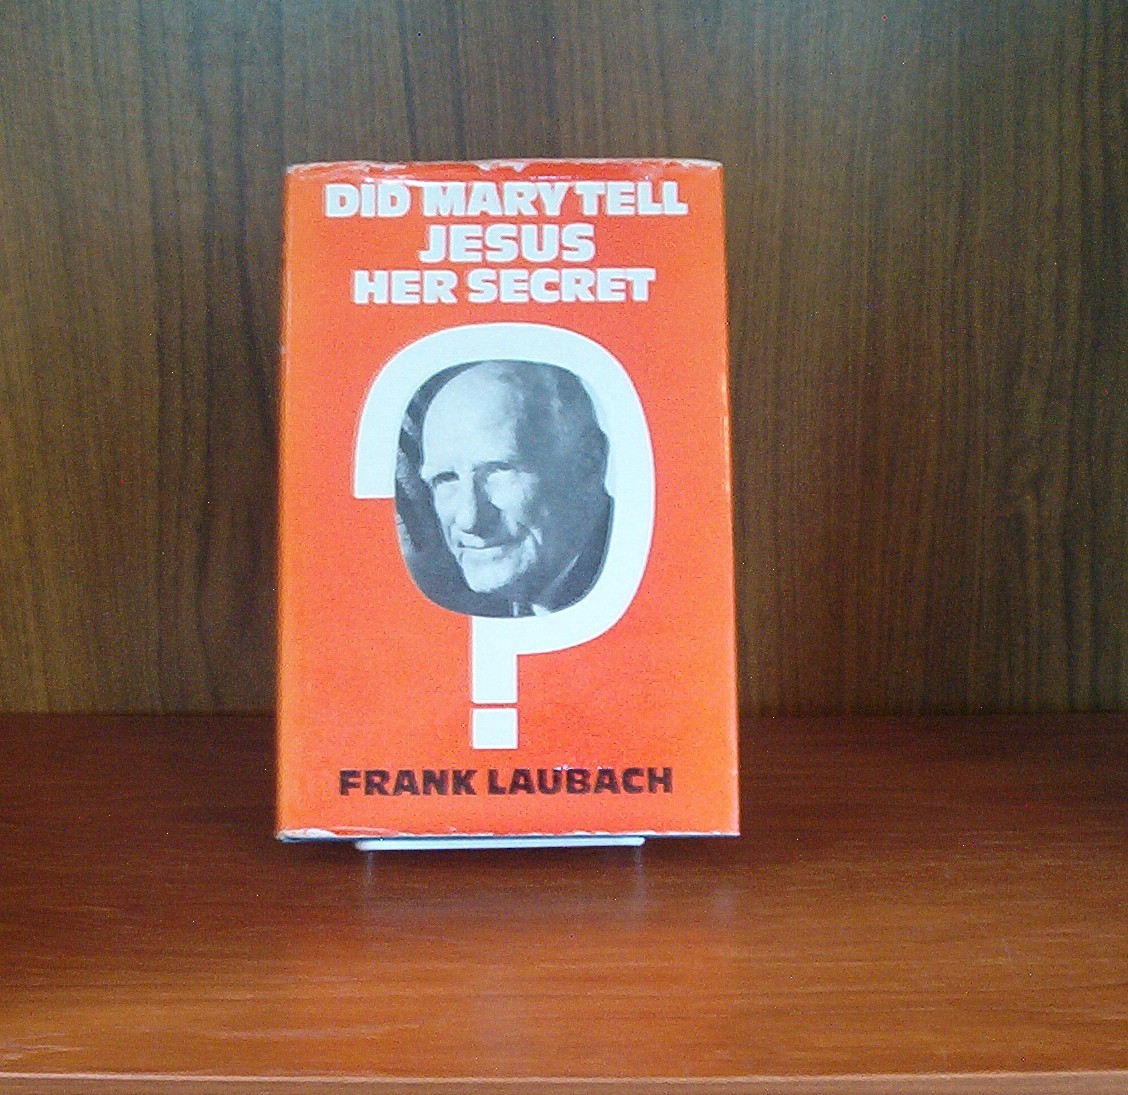 DID MARY TELL
JESUS
HER SECRET
?
FRANK LAUBACH